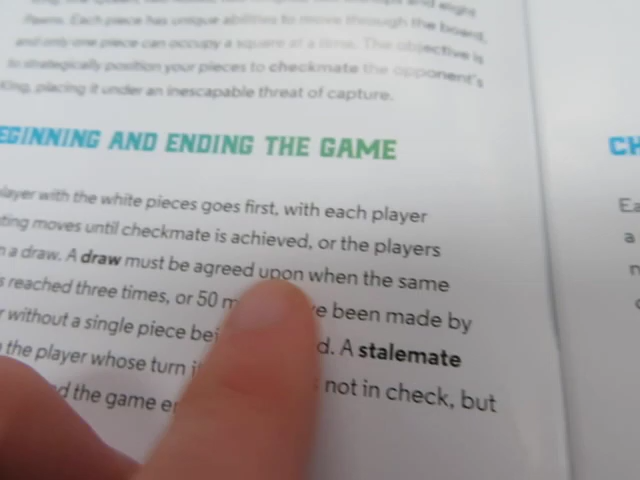 and eight
Pawns. Each piece has unique abilities to move through the board,
and only one piece can occupy a square at a time. The objective is
to strategically position your pieces to checkmate the opponent's
King, placing it under an inescapable threat of capture.
EGINNING AND ENDING THE GAME
player with the white pieces goes first, with each player
ting moves until checkmate is achieved, or the players
n a draw. A draw must be agreed upon when the same
s reached three times, or 50 m ve been made by
r without a single piece bei d. A stalemate
the player whose turn i not in check, but
d the game e
CH
Ea
a